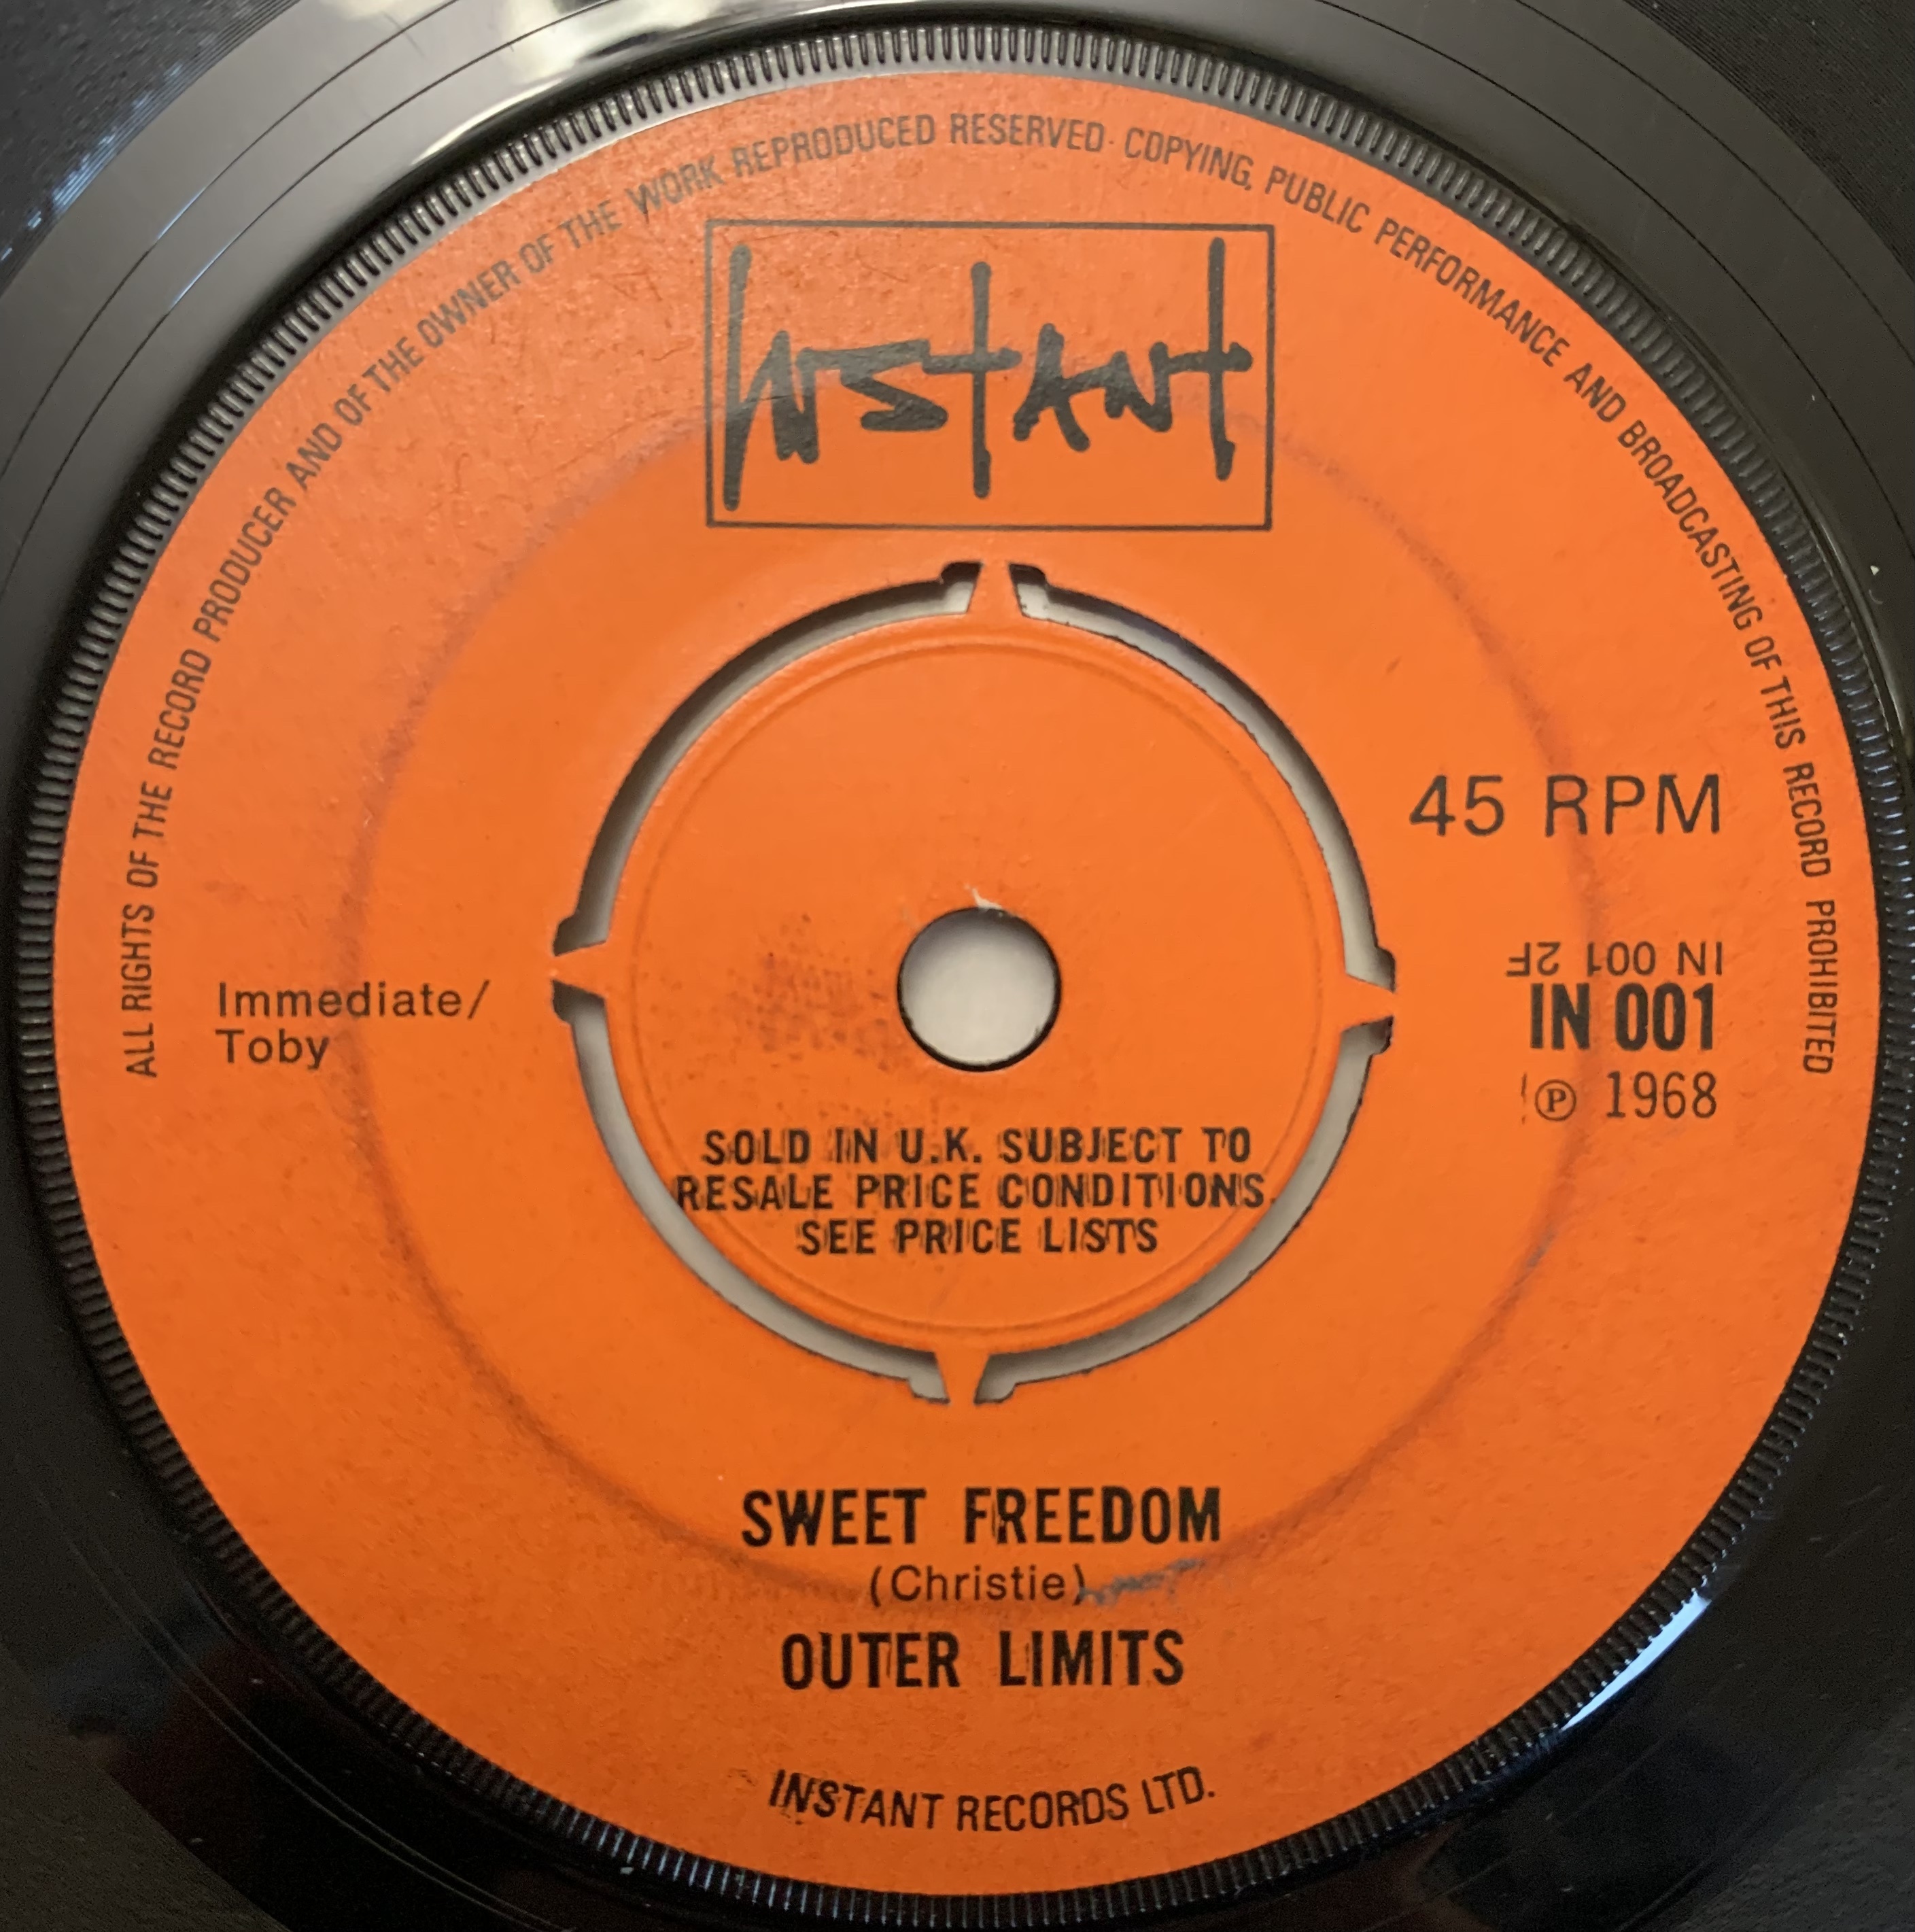 ALL RIGHTS OF THE RECORD PRODUCER AND OF THE OWNER OF THE WORK REPRODUCED RESERVED · COPYING, PUBLIC PERFORMANCE AND BROADCASTING OF THIS RECORD PROHIBITED
INSTANT
45 RPM
IN 001 2F
IN 001
℗ 1968
Immediate/
Toby
SOLD IN U.K. SUBJECT TO
RESALE PRICE CONDITIONS.
SEE PRICE LISTS
SWEET FREEDOM
(Christie)
OUTER LIMITS
INSTANT RECORDS LTD.